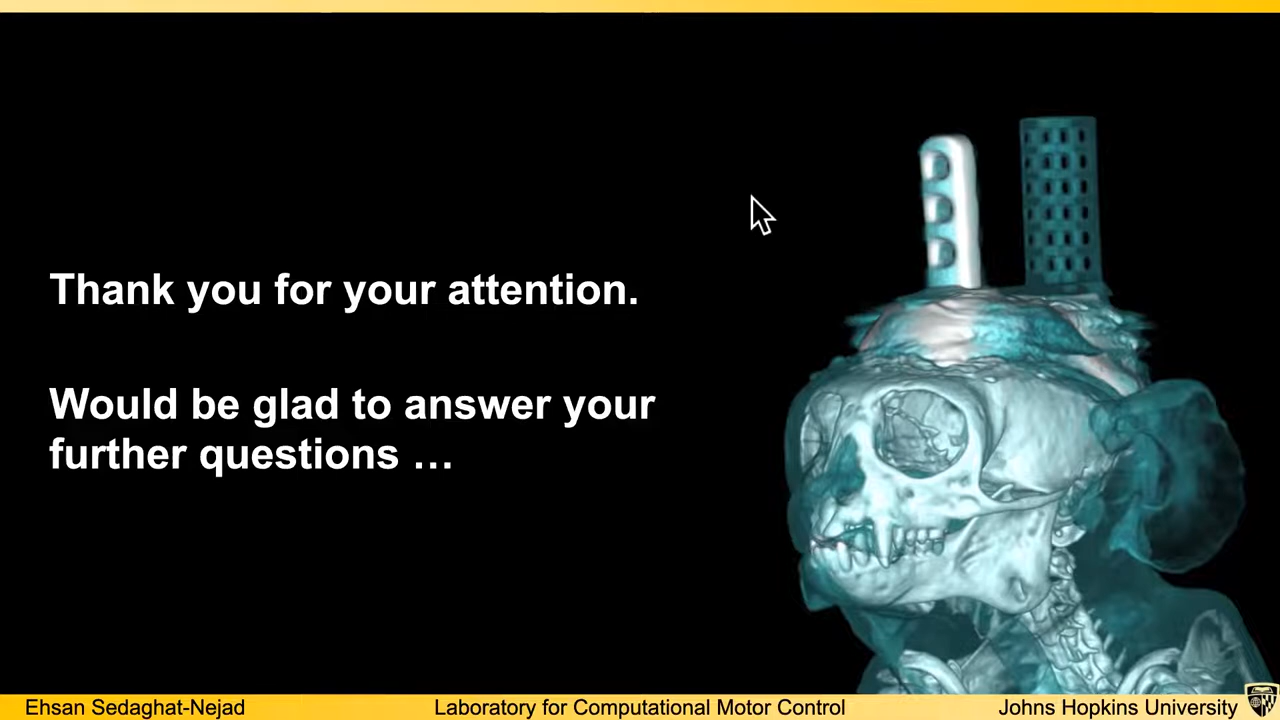 Thank you for your attention.
Would be glad to answer your
further questions …
Ehsan Sedaghat-Nejad
Laboratory for Computational Motor Control
Johns Hopkins University